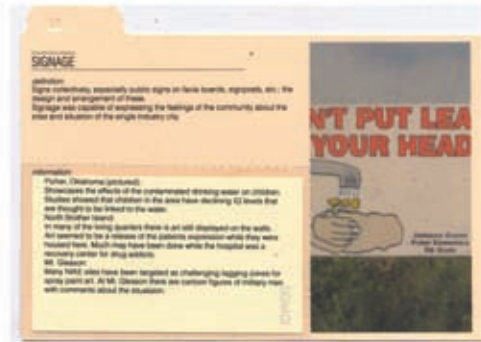 SIGNAGE
definition
Signs collectively, especially public signs on facia boards, signposts, etc.; the
design and arrangement of these.
Signage was capable of expressing the feelings of the community about the
sites and situation of the single industry city.
information
Picher, Oklahoma (pictured)
Showcases the effects of the contaminated drinking water on children.
Studies showed that children in the area have declining IQ levels that
are thought to be linked to the water.
North Brother Island
In many of the living quarters there is art still displayed on the walls.
Art seemed to be a release of the patients expression while they were
housed here. Much may have been done while the hospital was a
recovery center for drug addicts.
Mt. Gleason
Many NIKE sites have been targeted as challenging tagging zones for
spray paint art. At Mt. Gleason there are cartoon figures of military men
with comments about the situation.
N'T PUT LEA
YOUR HEAD